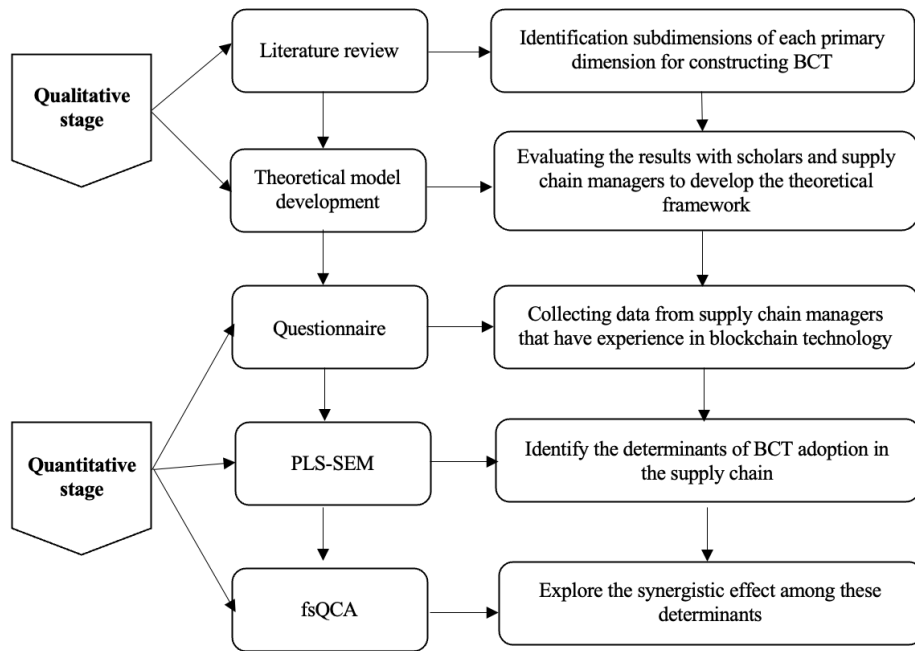 Literature review
Identification subdimensions of each primary
dimension for constructing BCT
Qualitative
stage
Theoretical model
development
Evaluating the results with scholars and supply
chain managers to develop the theoretical
framework
Questionnaire
Collecting data from supply chain managers
that have experience in blockchain technology
Quantitative
stage
PLS-SEM
Identify the determinants of BCT adoption in
the supply chain
fsQCA
Explore the synergistic effect among these
determinants